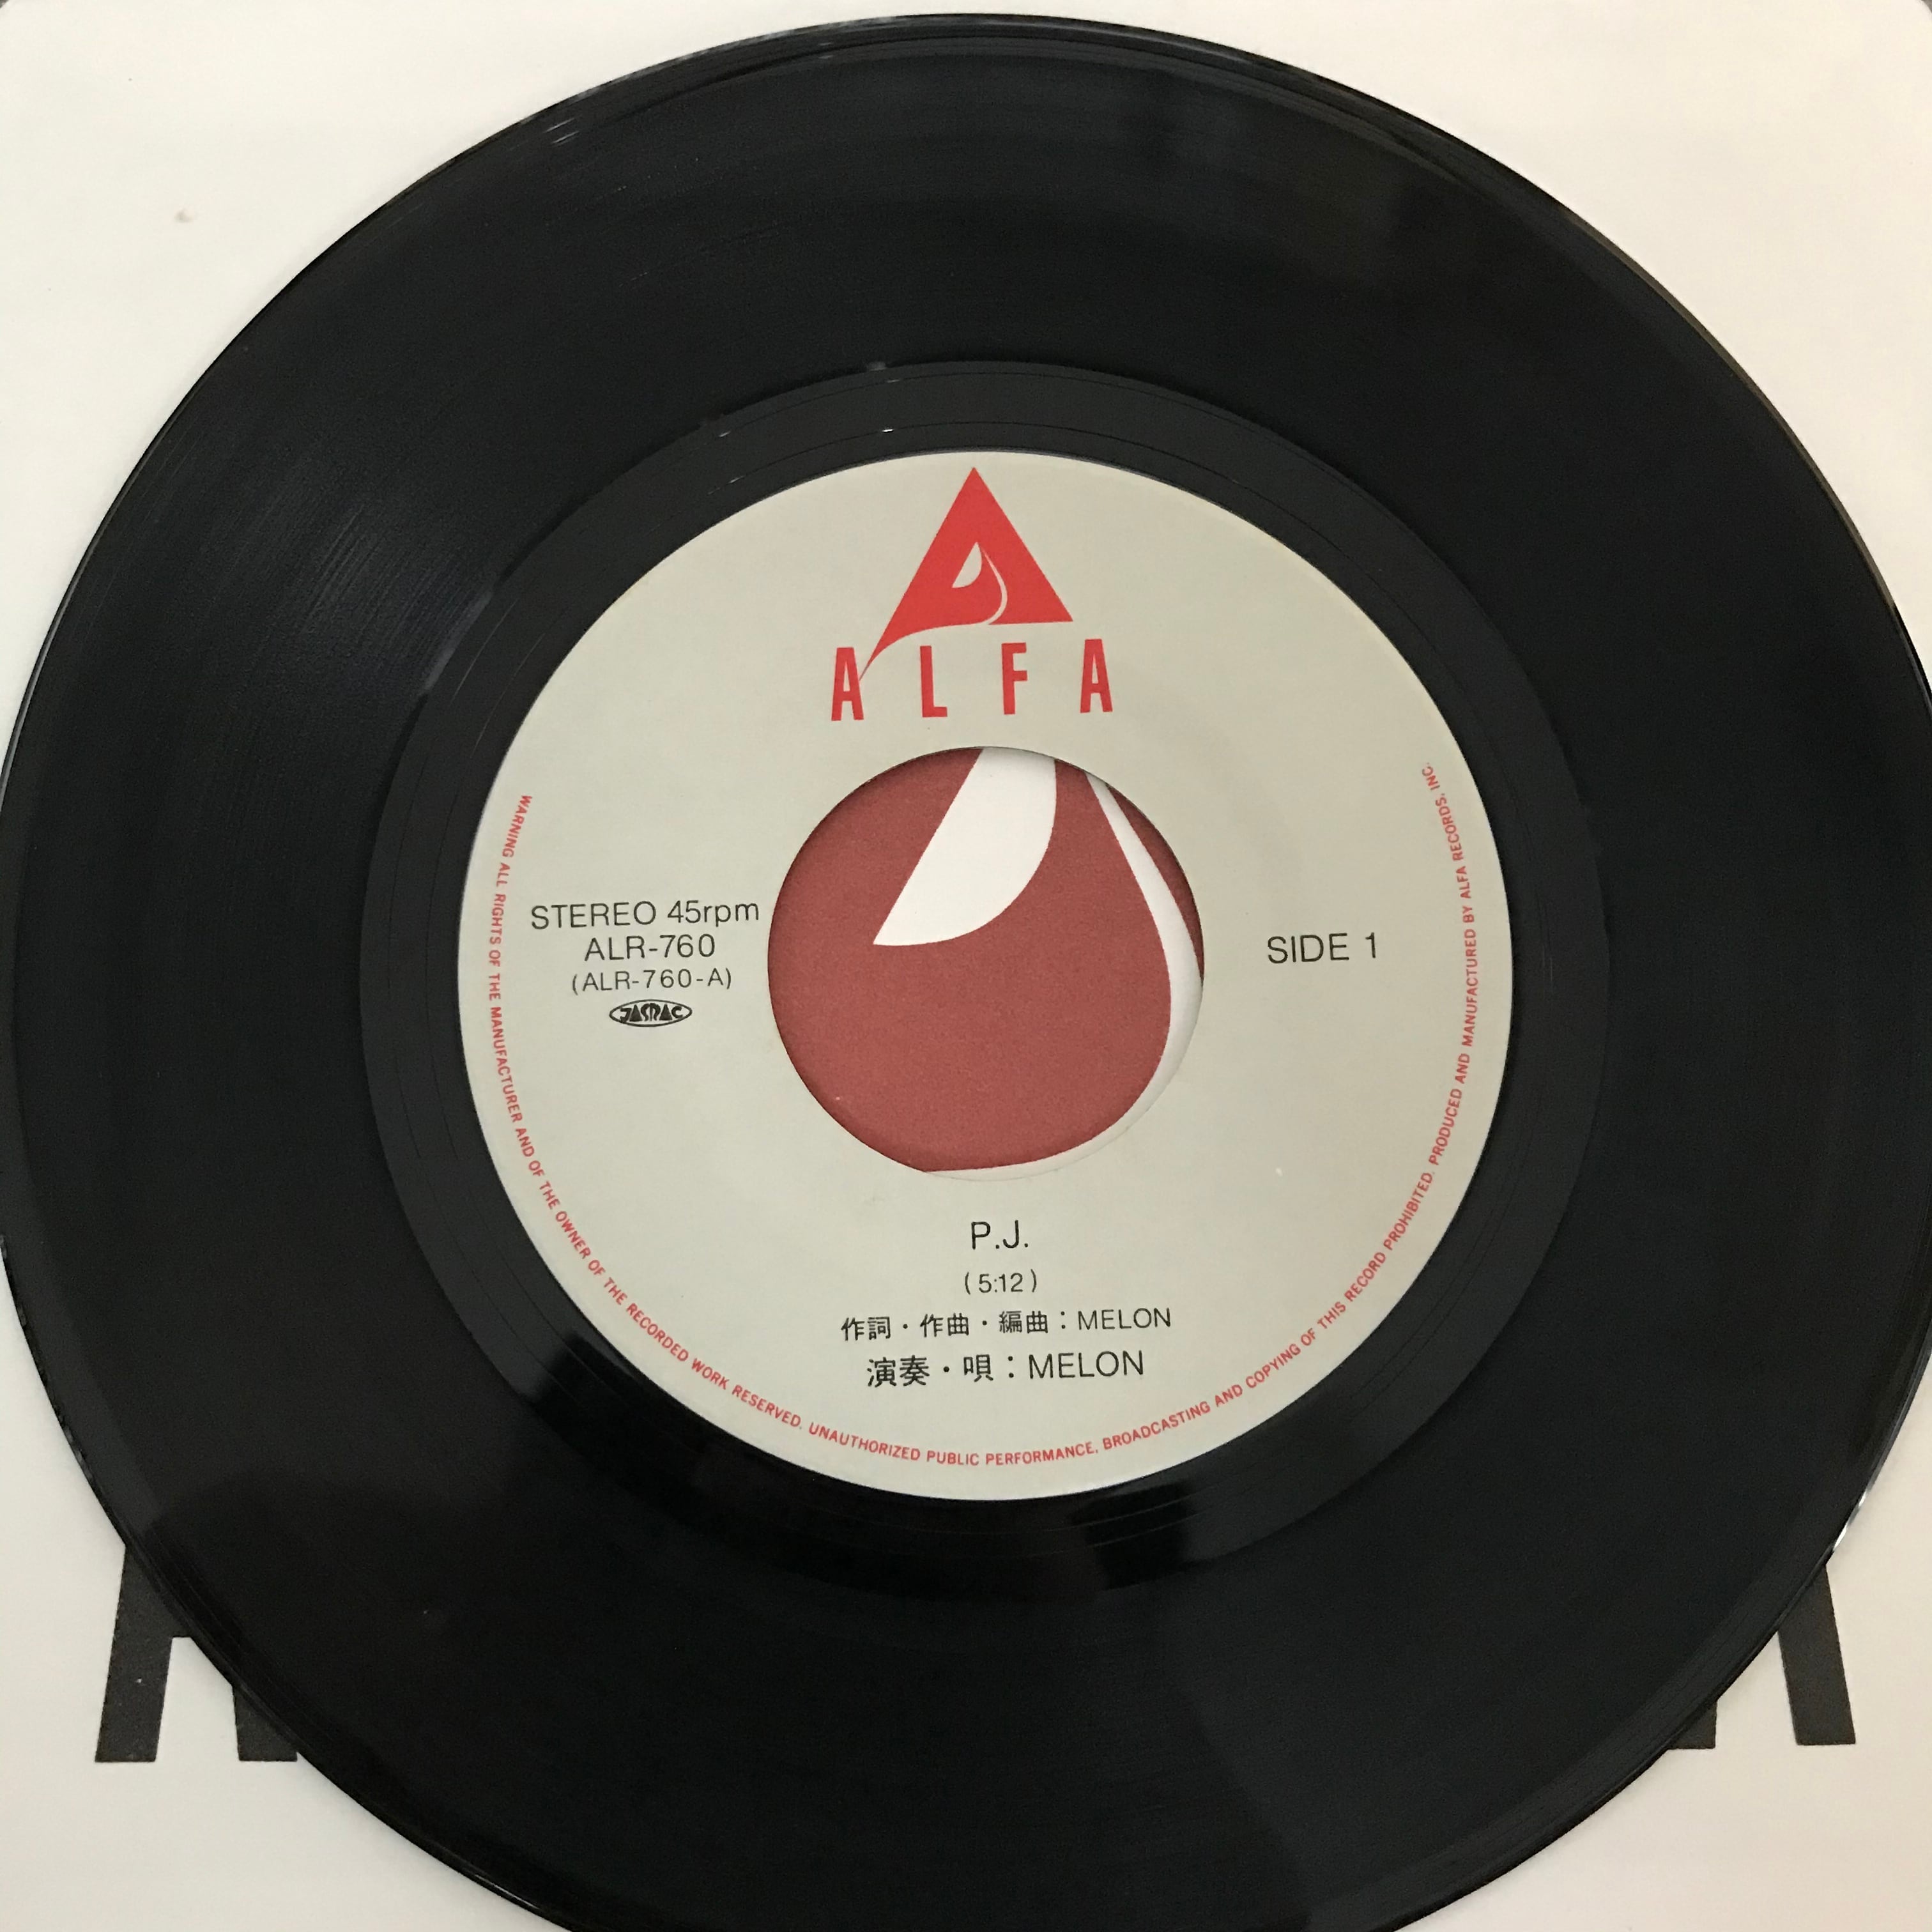 ALFA
STEREO 45rpm
ALR-760
(ALR-760-A)
JASRAC
SIDE 1
P.J.
(5:12)
作詞・作曲・編曲：MELON
演奏・唄：MELON
WARNING ALL RIGHTS OF THE MANUFACTURER AND OF THE OWNER OF THE RECORDED WORK RESERVED. UNAUTHORIZED PUBLIC PERFORMANCE, BROADCASTING AND COPYING OF THIS RECORD PROHIBITED. PRODUCED AND MANUFACTURED BY ALFA RECORDS, INC.